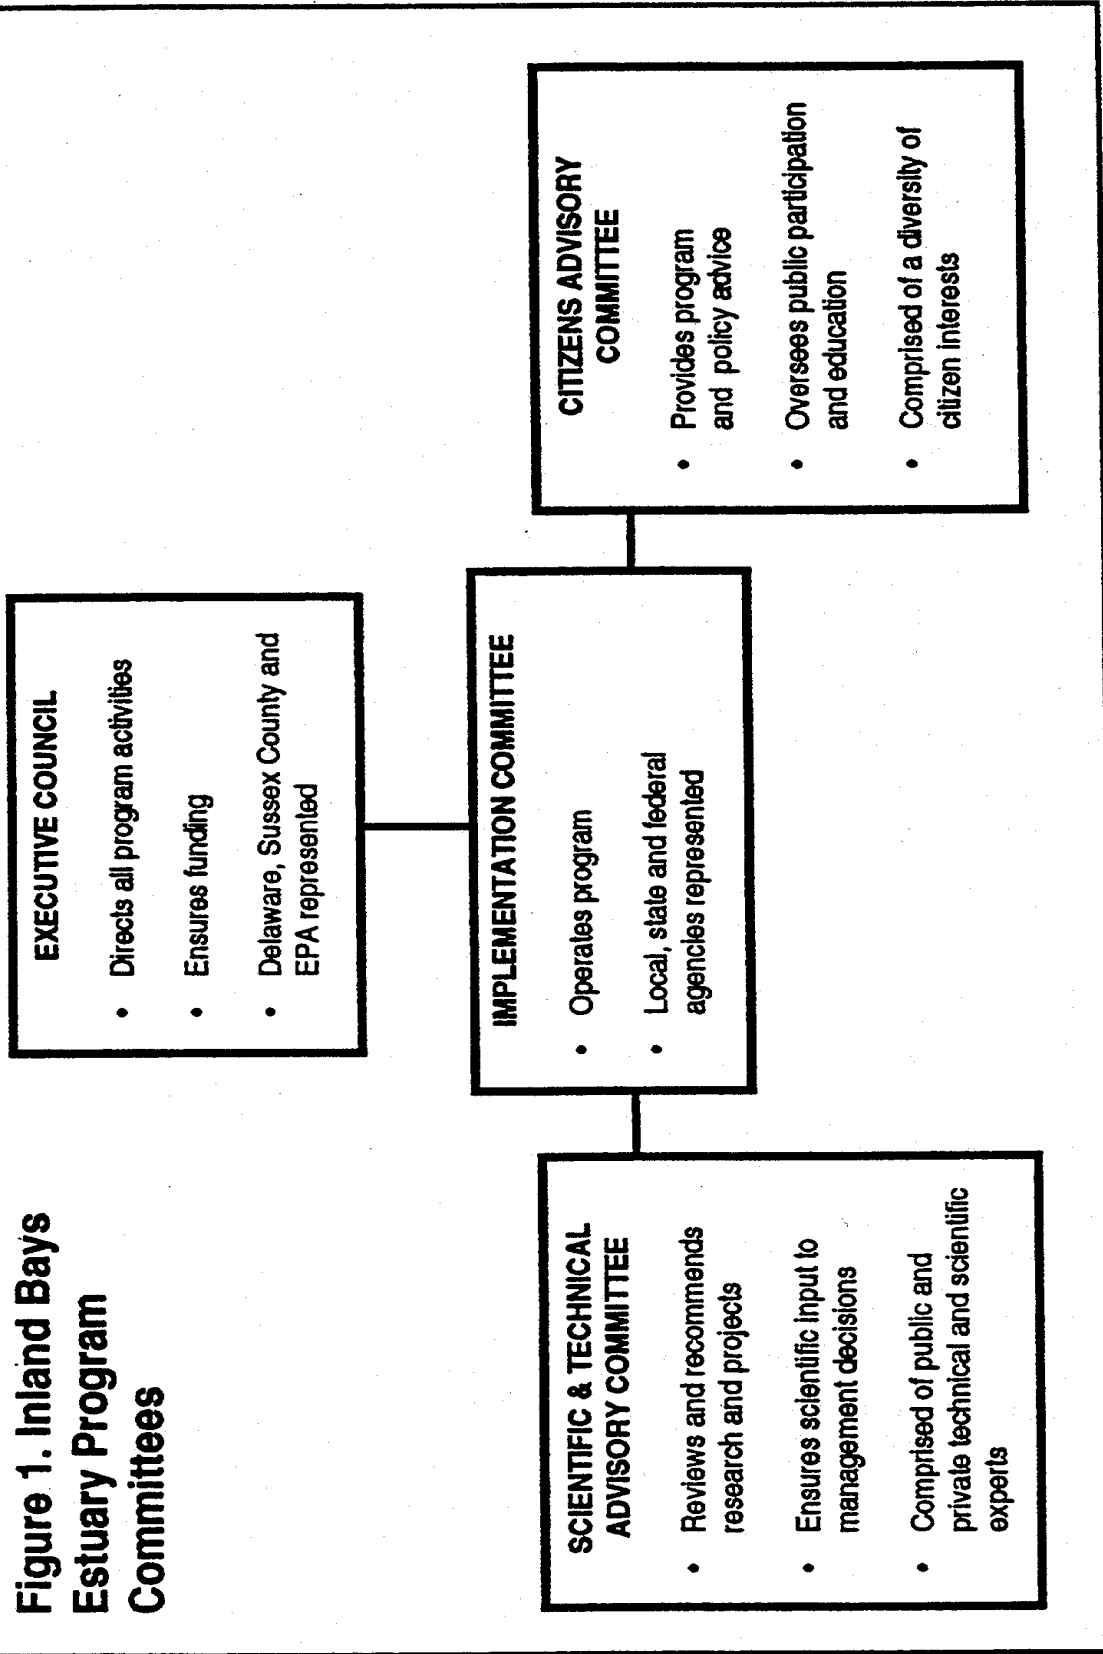 Figure 1. Inland Bays
Estuary Program
Committees
EXECUTIVE COUNCIL
• Directs all program activities
• Ensures funding
• Delaware, Sussex County and
EPA represented
IMPLEMENTATION COMMITTEE
• Operates program
• Local, state and federal
agencies represented
SCIENTIFIC & TECHNICAL
ADVISORY COMMITTEE
• Reviews and recommends
research and projects
• Ensures scientific input to
management decisions
• Comprised of public and
private technical and scientific
experts
CITIZENS ADVISORY
COMMITTEE
• Provides program
and policy advice
• Oversees public participation
and education
• Comprised of a diversity of
citizen interests